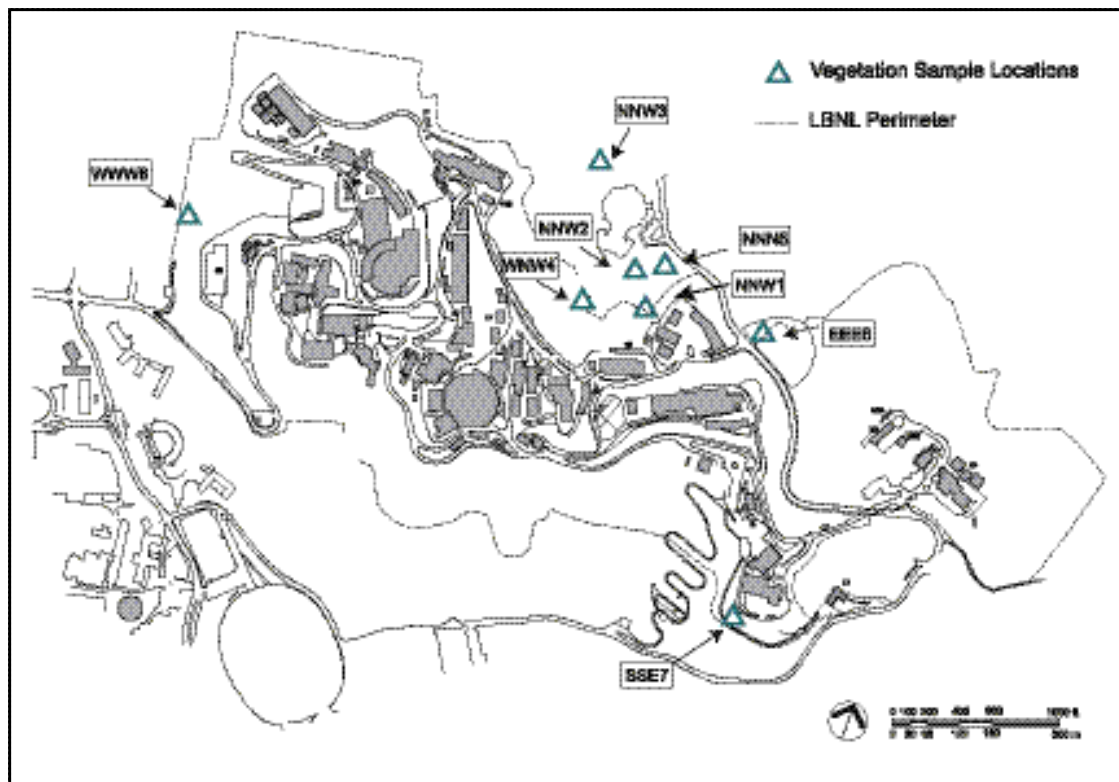 Vegetation Sample Locations
LBNL Perimeter
NNW3
WWW8
NNW2
NNN5
WNW4
NNW1
EEE6
SSE7